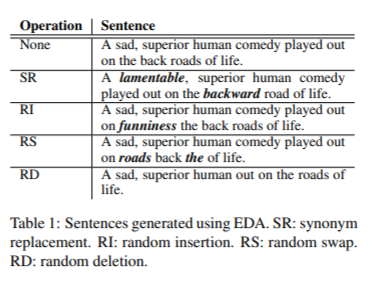 Operation Sentence
None A sad, superior human comedy played out
on the back roads of life.
SR A lamentable, superior human comedy
played out on the backward road of life.
RI A sad, superior human comedy played out
on funniness the back roads of life.
RS A sad, superior human comedy played out
on roads back the of life.
RD A sad, superior human out on the roads of
life.
Table 1: Sentences generated using EDA. SR: synonym
replacement. RI: random insertion. RS: random swap.
RD: random deletion.